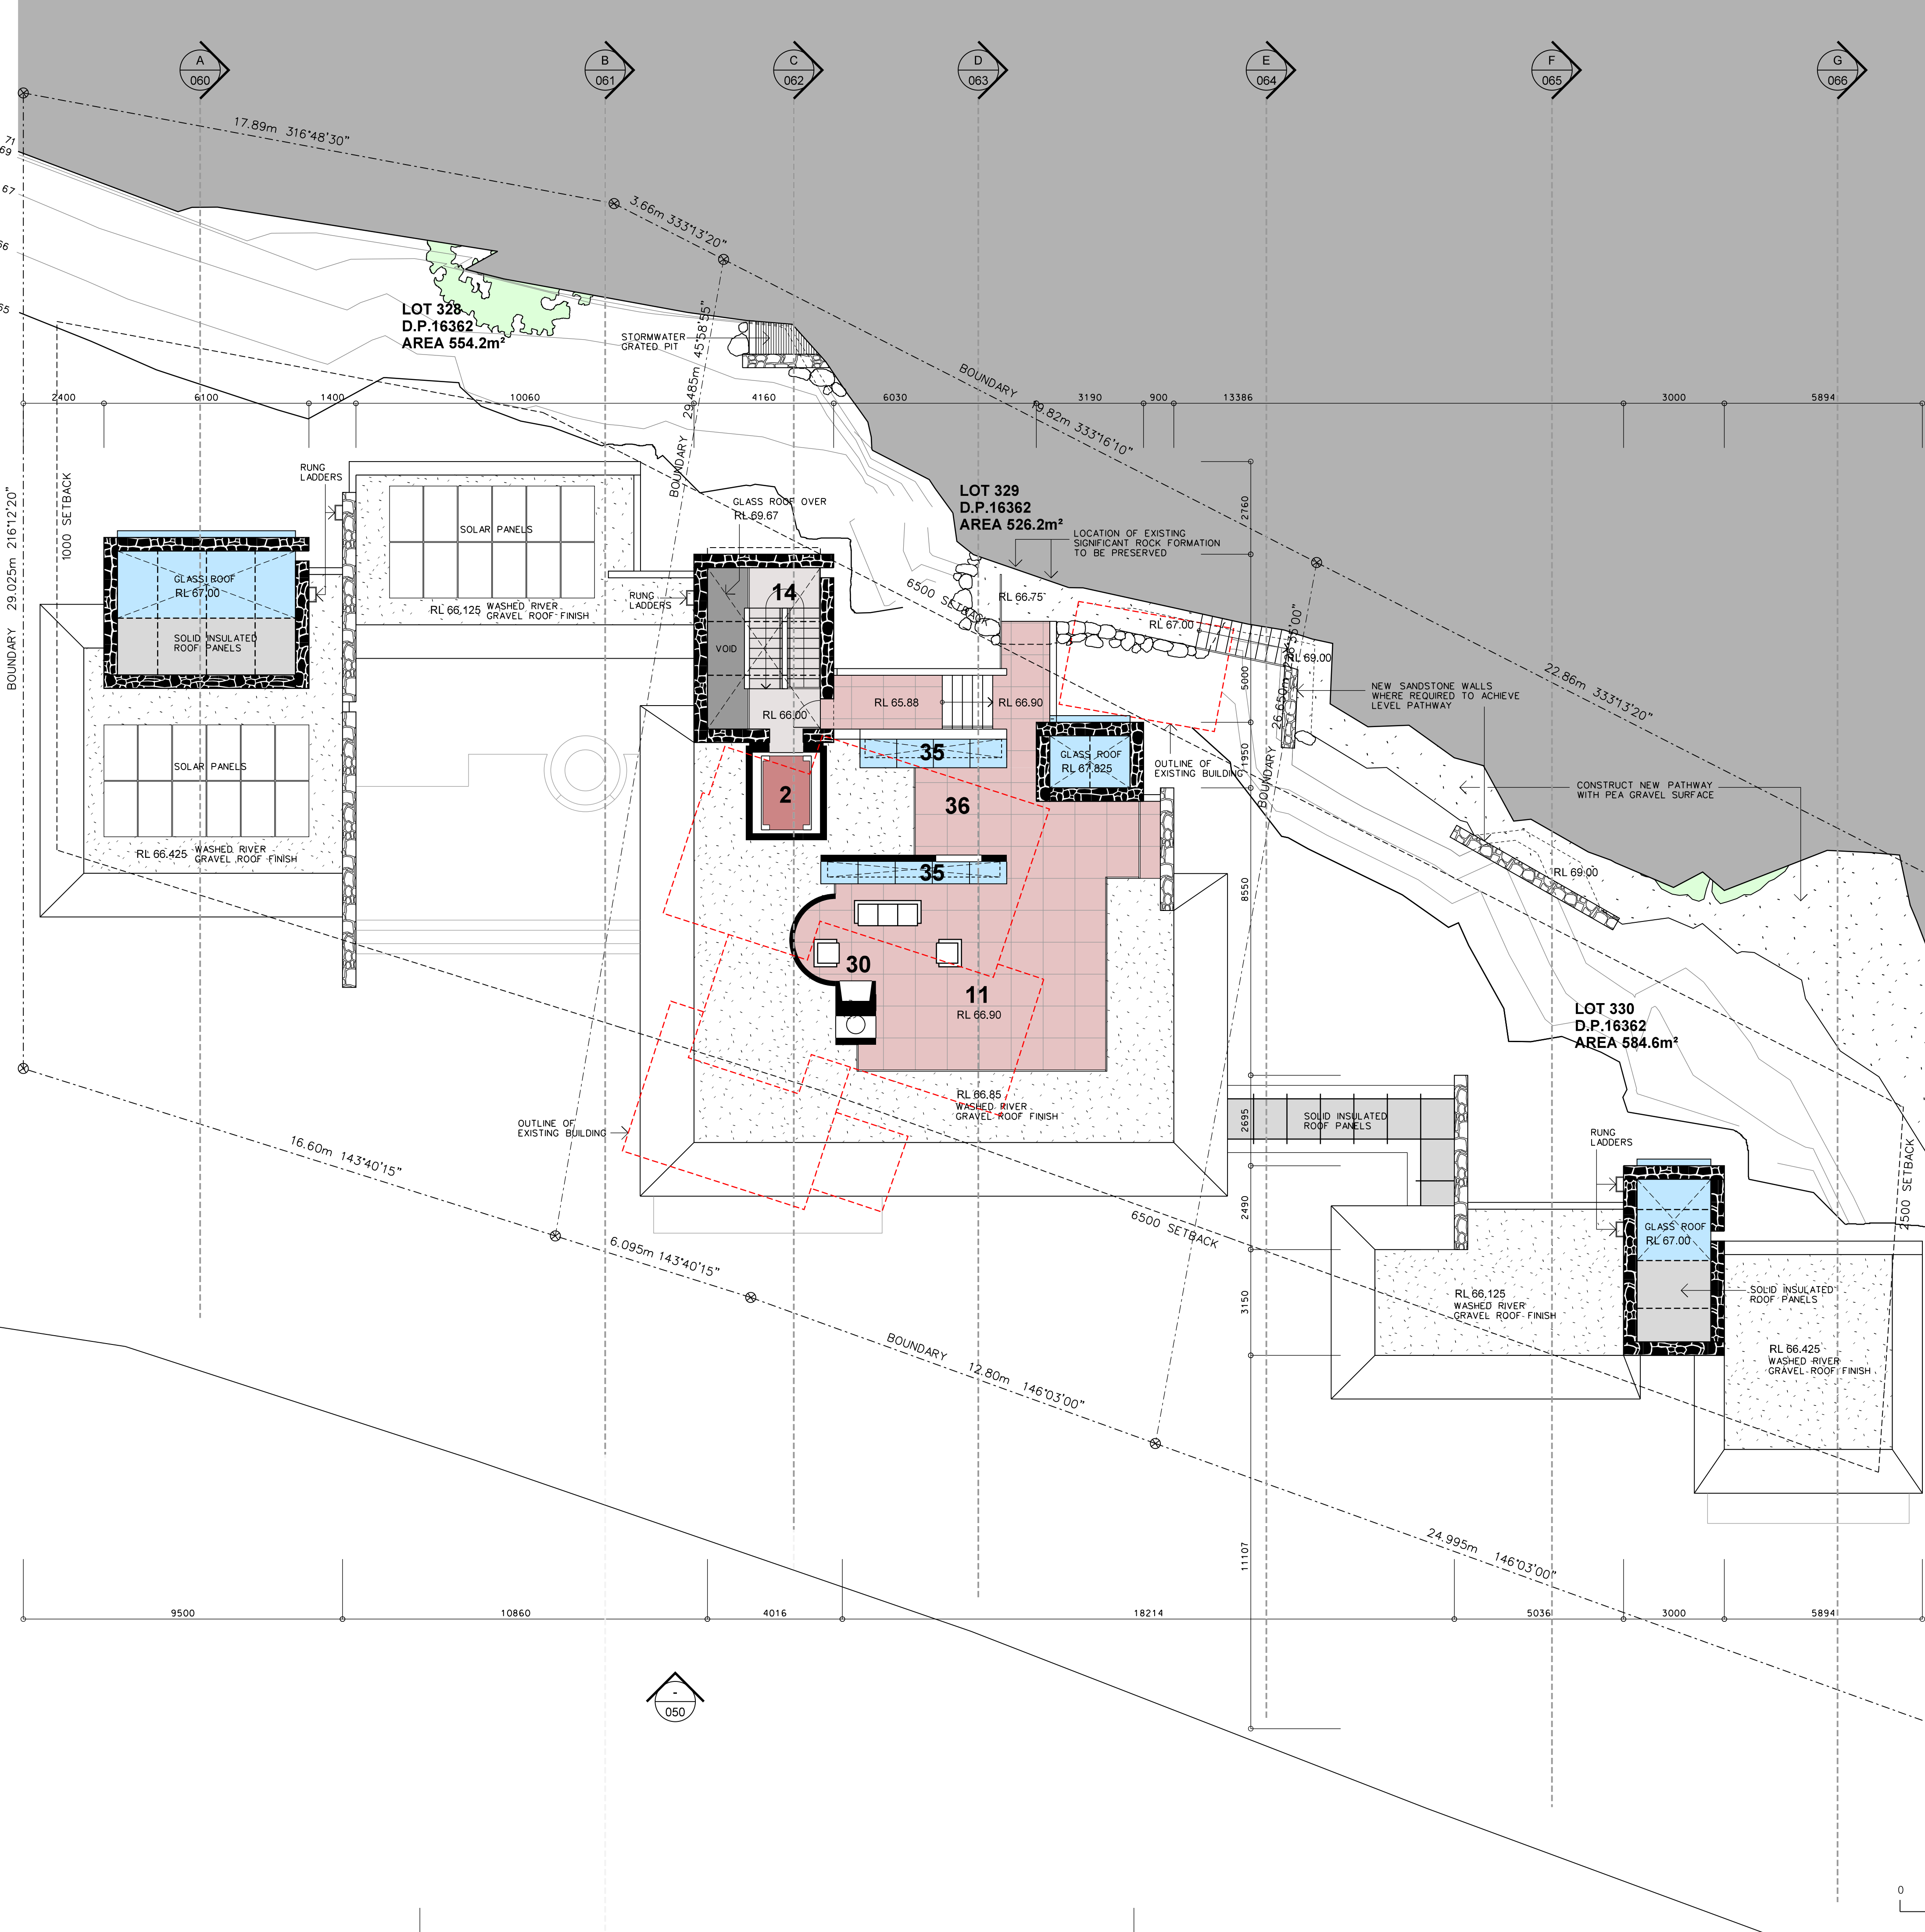 A
060
B
061
C
062
D
063
E
064
F
065
G
066
17.89m 316°48'30"
71
69
67
3.66m 333°13'20"
66
65
LOT 328
D.P.16362
AREA 554.2m²
STORMWATER
GRATED PIT
BOUNDARY 29.485m 45°58'55"
BOUNDARY 19.82m 333°16'10"
2400
6100
1400
10060
4160
6030
3190
900
13386
3000
5894
BOUNDARY 29.025m 216°12'20"
1000 SETBACK
RUNG
LADDERS
SOLAR PANELS
GLASS ROOF OVER
RL 69.67
LOT 329
D.P.16362
AREA 526.2m²
LOCATION OF EXISTING
SIGNIFICANT ROCK FORMATION
TO BE PRESERVED
2760
GLASS ROOF
RL 67.00
RL 66.125 WASHED RIVER
GRAVEL ROOF FINISH
RUNG
LADDERS
14
6500 SETBACK
RL 66.75
RL 67.00
SOLID INSULATED
ROOF PANELS
VOID
RL 69.00
5000
22.86m 333°13'20"
NEW SANDSTONE WALLS
WHERE REQUIRED TO ACHIEVE
LEVEL PATHWAY
RL 66.00
RL 65.88
RL 66.90
35
GLASS ROOF
RL 67.825
1950
OUTLINE OF
EXISTING BUILDING
SOLAR PANELS
2
36
CONSTRUCT NEW PATHWAY
WITH PEA GRAVEL SURFACE
RL 66.425 WASHED RIVER
GRAVEL ROOF FINISH
35
8550
RL 69.00
30
11
RL 66.90
LOT 330
D.P.16362
AREA 584.6m²
RL 66.85
WASHED RIVER
GRAVEL ROOF FINISH
OUTLINE OF
EXISTING BUILDING
2695
SOLID INSULATED
ROOF PANELS
RUNG
LADDERS
16.60m 143°40'15"
2500 SETBACK
2490
6500 SETBACK
GLASS ROOF
RL 67.00
6.095m 143°40'15"
3150
RL 66.125
WASHED RIVER
GRAVEL ROOF FINISH
SOLID INSULATED
ROOF PANELS
BOUNDARY 12.80m 146°03'00"
RL 66.425
WASHED RIVER
GRAVEL ROOF FINISH
BOUNDARY 26.650m
11107
24.995m 146°03'00"
9500
10860
4016
18214
5036
3000
5894
-
050
0